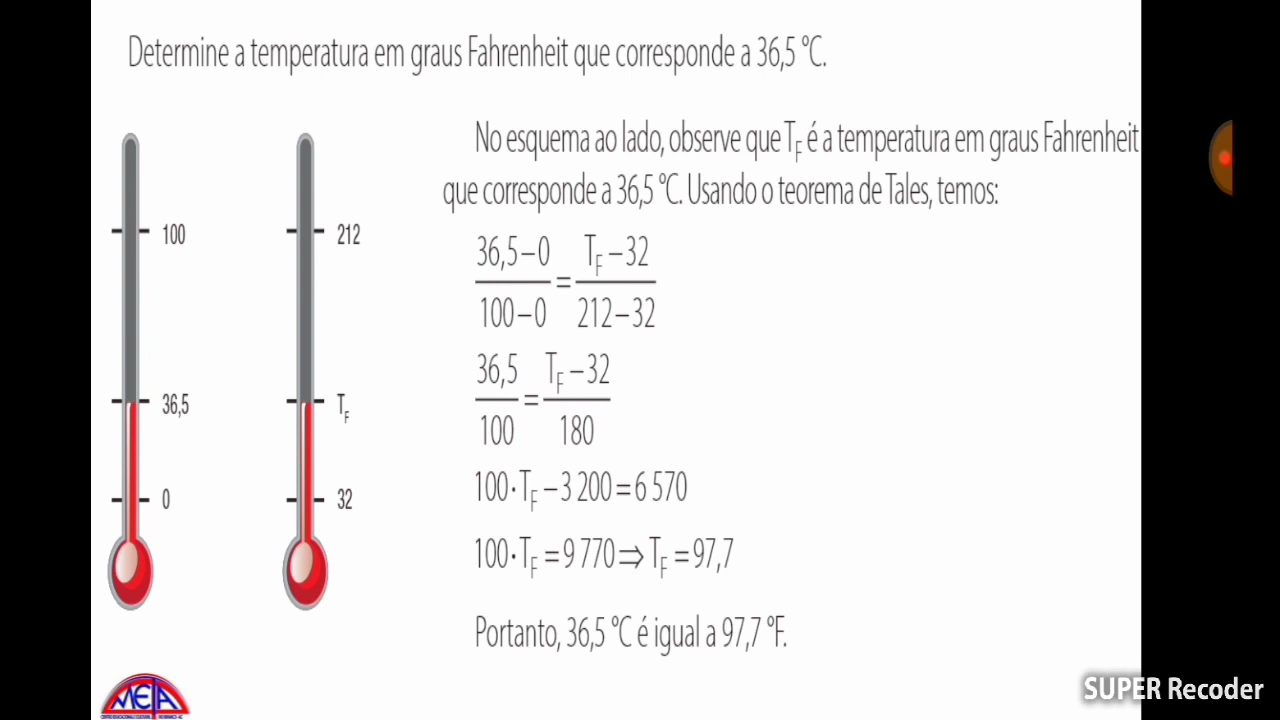 Determine a temperatura em graus Fahrenheit que corresponde a 36,5 °C.
No esquema ao lado, observe que T_F é a temperatura em graus Fahrenheit
que corresponde a 36,5 °C. Usando o teorema de Tales, temos:
100
212
36,5
T_F
0
32
36,5 – 0 / 100 – 0 = T_F – 32 / 212 – 32
36,5 / 100 = T_F – 32 / 180
100 · T_F – 3 200 = 6 570
100 · T_F = 9 770 ⇒ T_F = 97,7
Portanto, 36,5 °C é igual a 97,7 °F.
META
SUPER Recoder